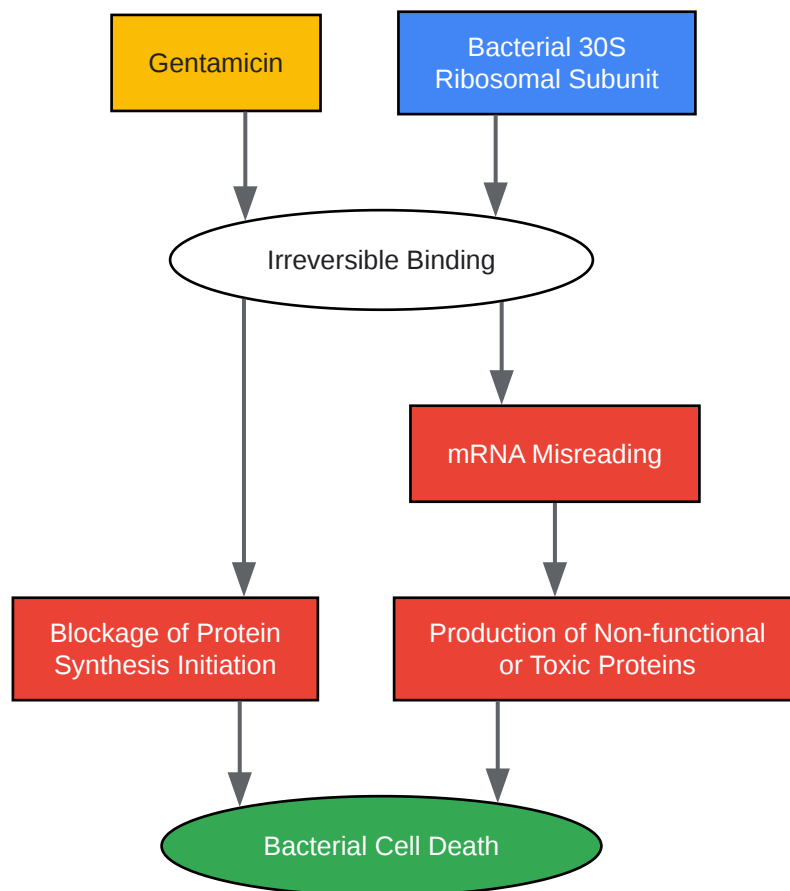 Gentamicin
Bacterial 30S
Ribosomal Subunit
Irreversible Binding
mRNA Misreading
Blockage of Protein
Synthesis Initiation
Production of Non-functional
or Toxic Proteins
Bacterial Cell Death